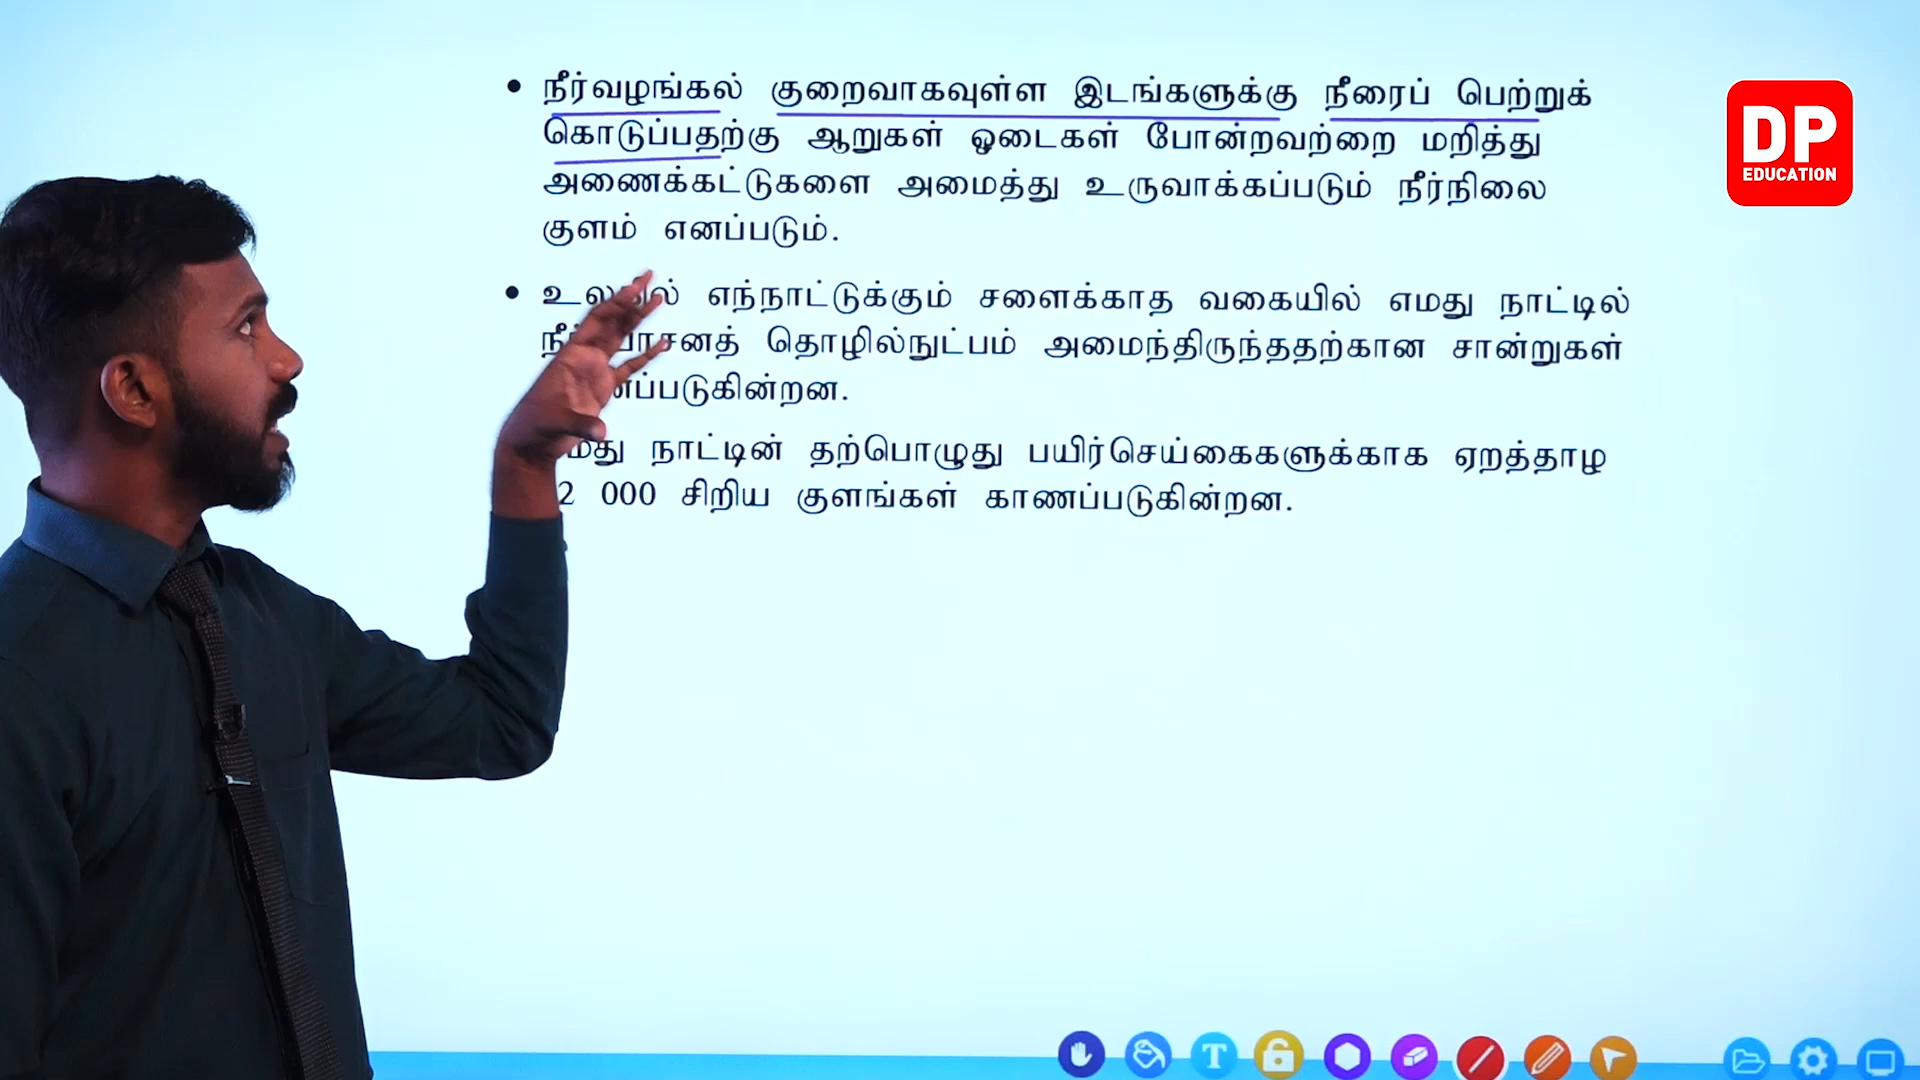 • நீர்வழங்கல் குறைவாகவுள்ள இடங்களுக்கு நீரைப் பெற்றுக்
கொடுப்பதற்கு ஆறுகள் ஓடைகள் போன்றவற்றை மறித்து
அணைக்கட்டுகளை அமைத்து உருவாக்கப்படும் நீர்நிலை
குளம் எனப்படும்.
• எந்நாட்டுக்கும் சளைக்காத வகையில் எமது நாட்டில்
தொழில்நுட்பம் அமைந்திருந்ததற்கான சான்றுகள்
நாட்டின் தற்பொழுது பயிர்செய்கைகளுக்காக ஏறத்தாழ
000 சிறிய குளங்கள் காணப்படுகின்றன.
DP
EDUCATION
T